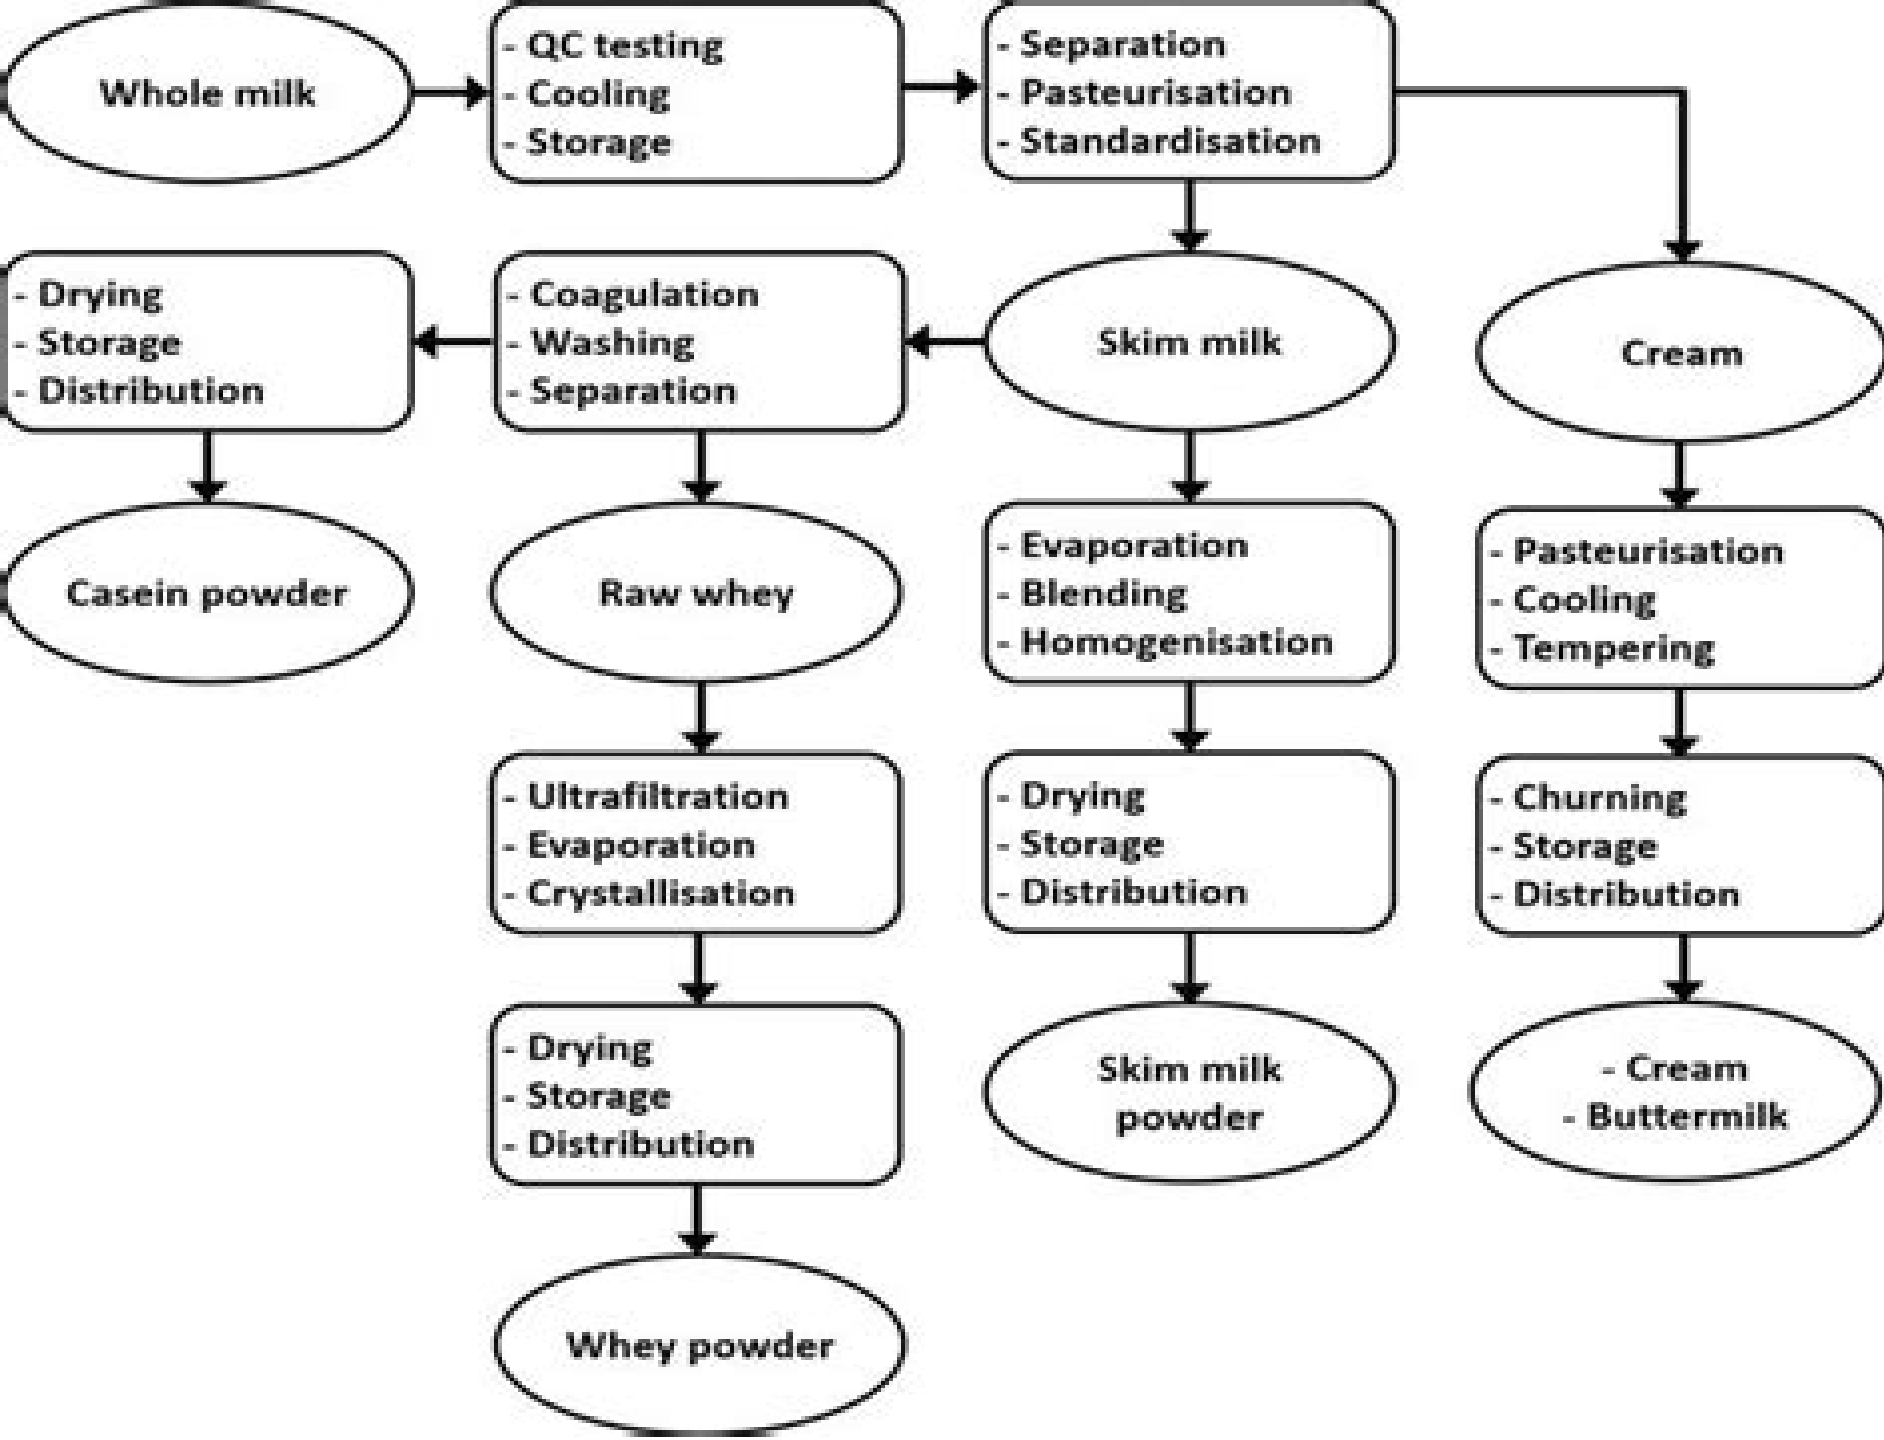 Whole milk
- QC testing
- Cooling
- Storage
- Separation
- Pasteurisation
- Standardisation
- Drying
- Storage
- Distribution
- Coagulation
- Washing
- Separation
Skim milk
Cream
Casein powder
Raw whey
- Evaporation
- Blending
- Homogenisation
- Pasteurisation
- Cooling
- Tempering
- Ultrafiltration
- Evaporation
- Crystallisation
- Drying
- Storage
- Distribution
- Churning
- Storage
- Distribution
- Drying
- Storage
- Distribution
Skim milk
powder
- Cream
- Buttermilk
Whey powder